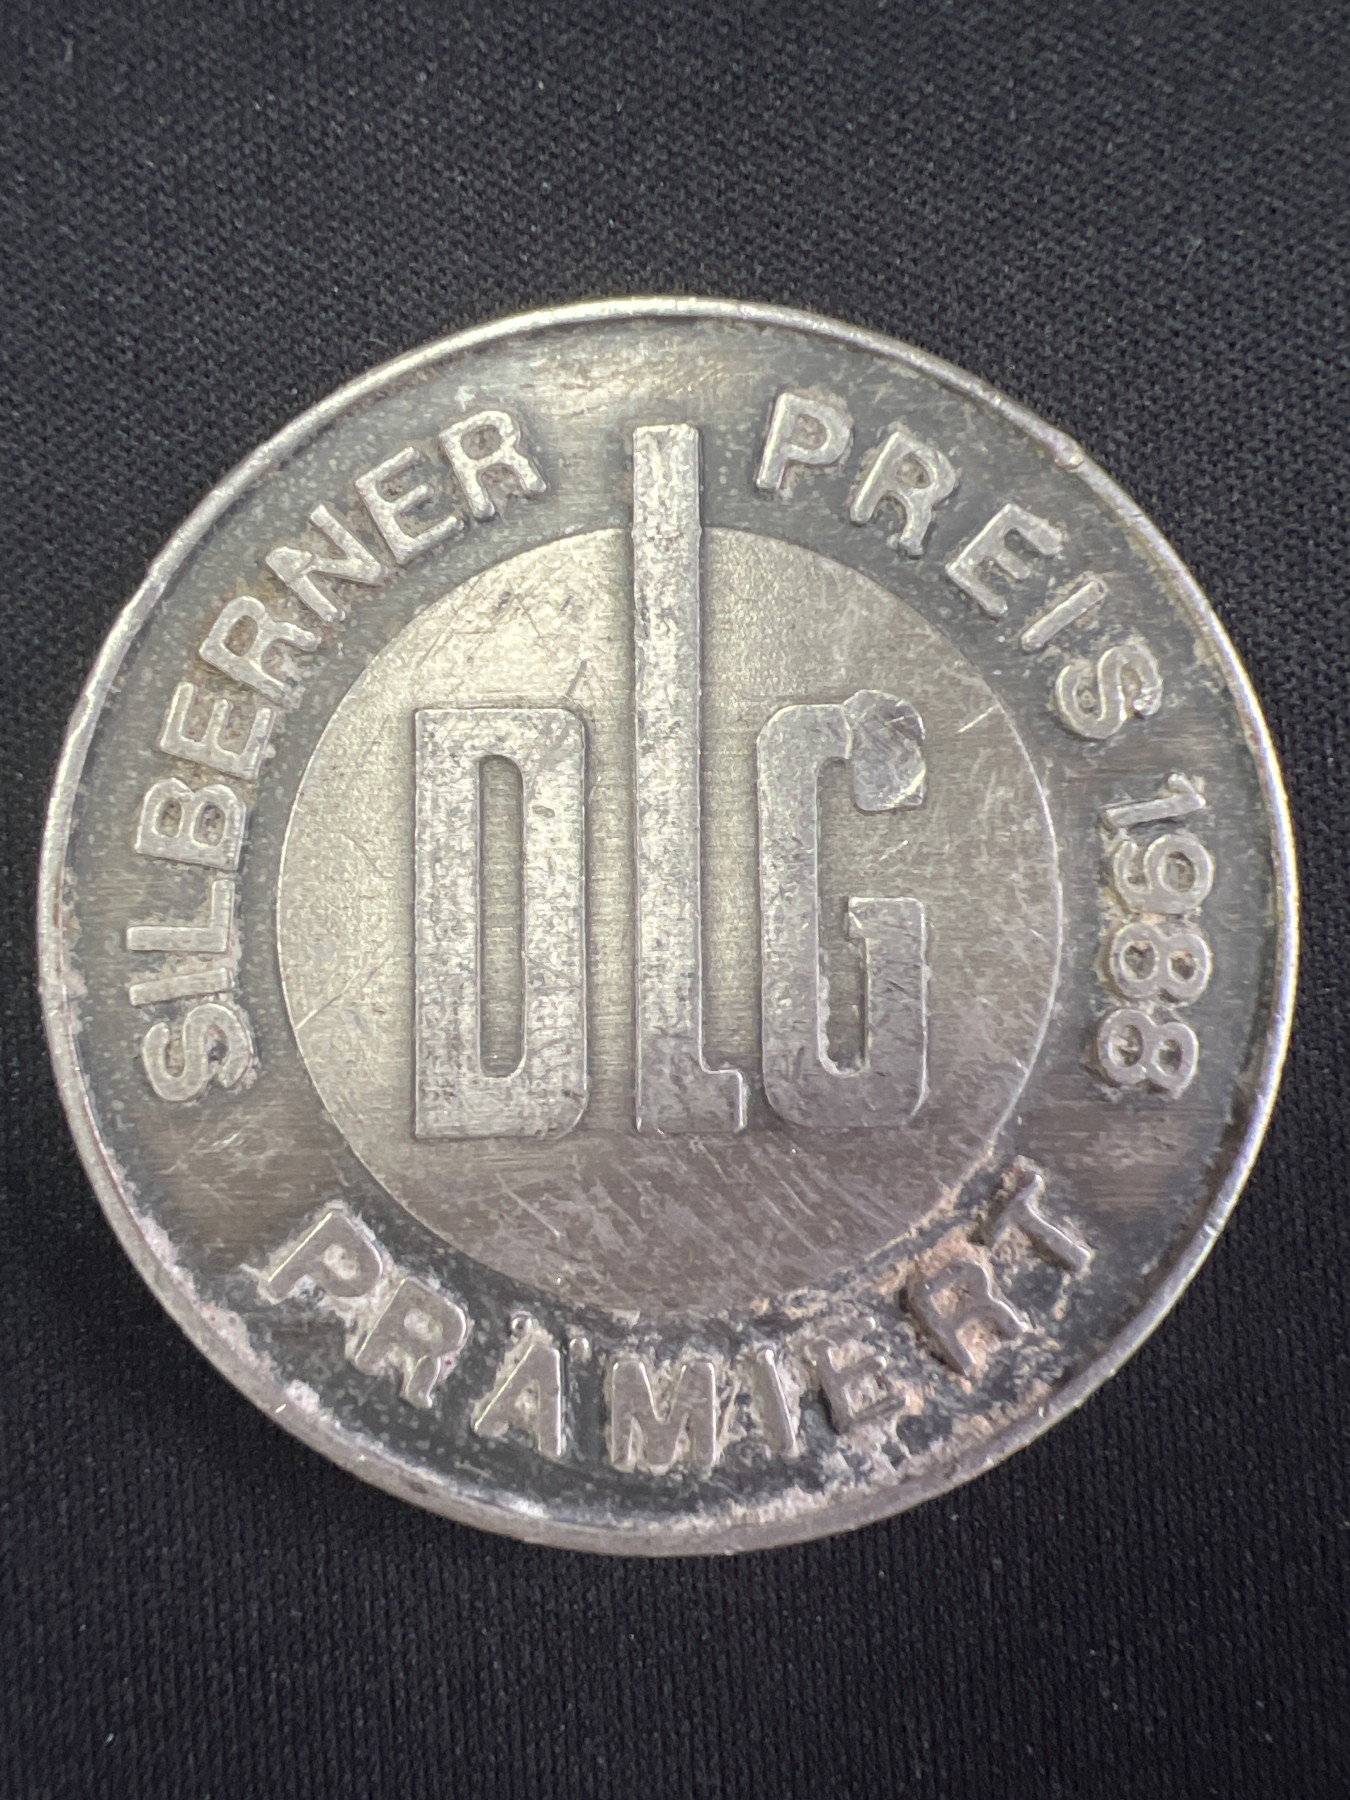 SILBERNER PREIS 1988
DLG
PRÄMIERT